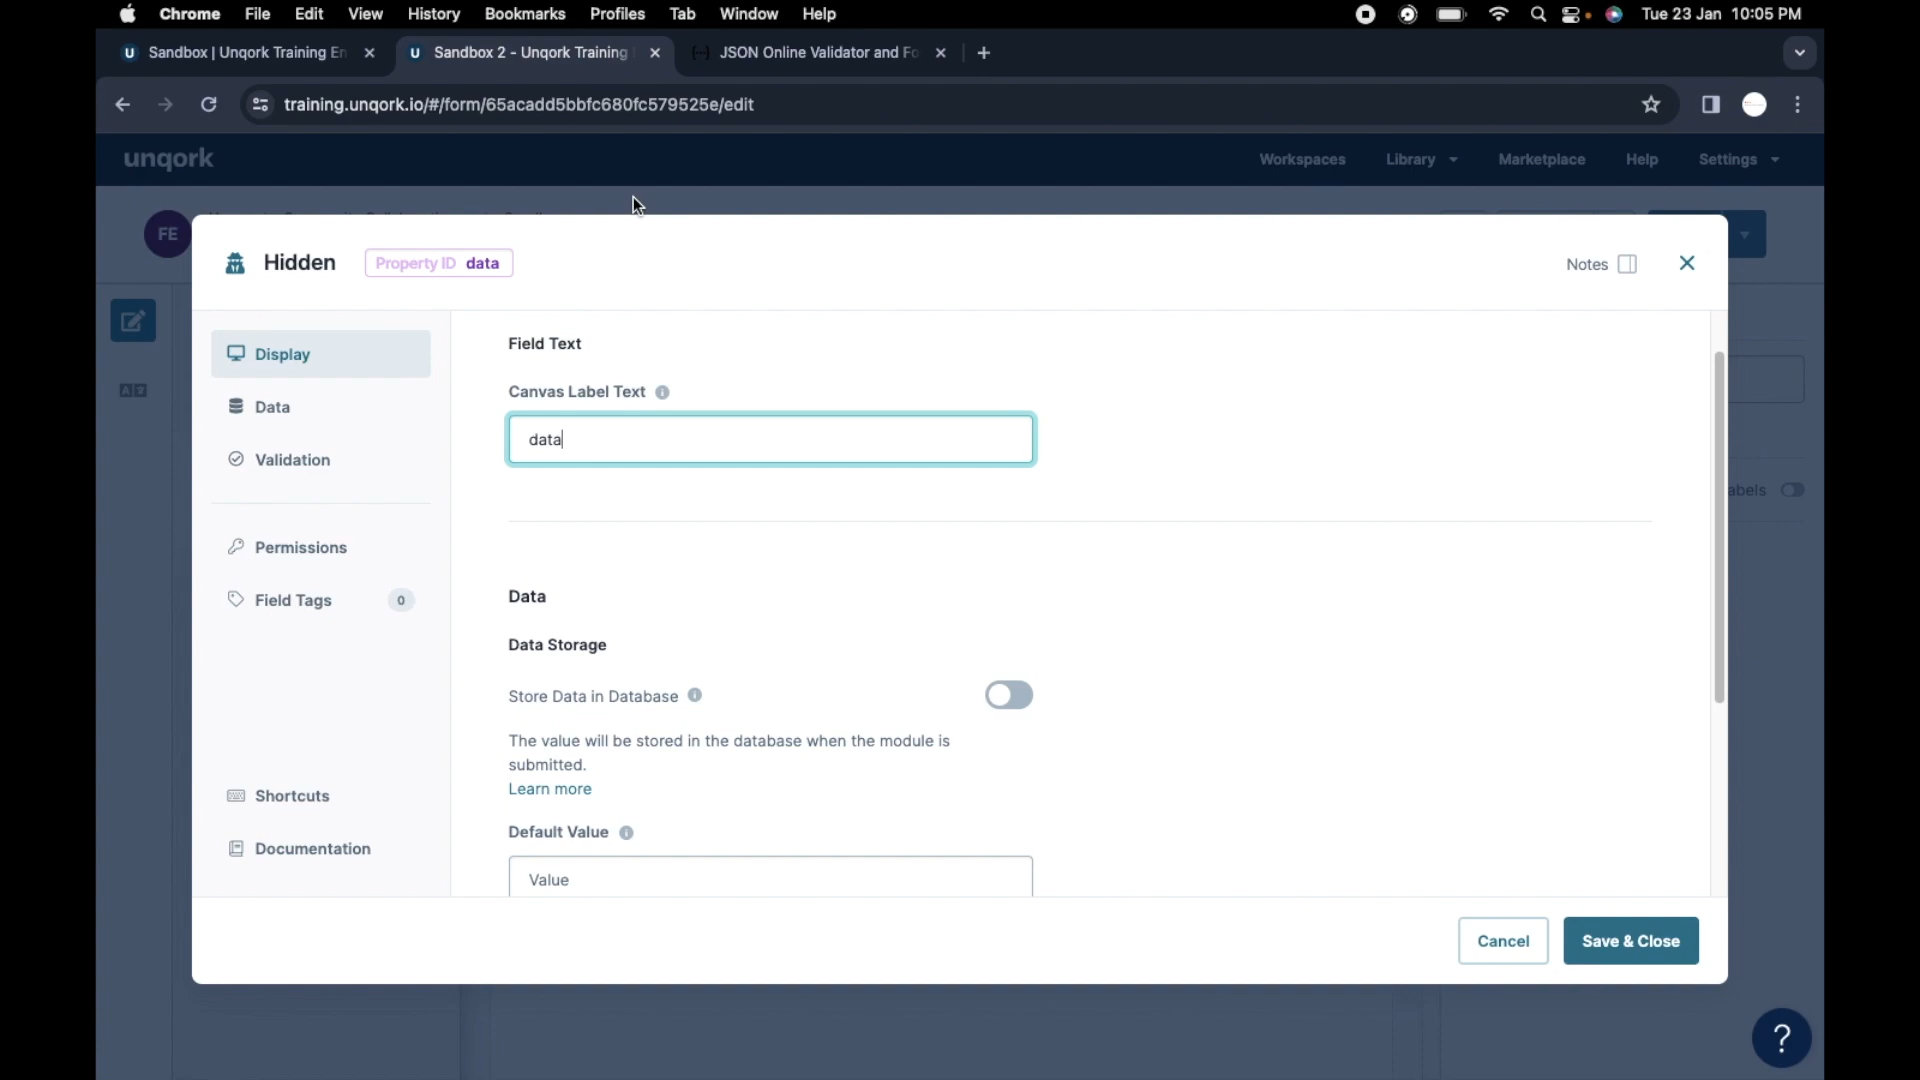 Chrome File Edit View History Bookmarks Profiles Tab Window Help Tue 23 Jan 10:05 PM
U Sandbox | Unqork Training En U Sandbox 2 - Unqork Training JSON Online Validator and Fo
training.unqork.io/#/form/65acadd5bbfc680fc579525e/edit
unqork Workspaces Library Marketplace Help Settings
FE
Hidden Property ID data Notes
Field Text
Display
Canvas Label Text
Data
data
Validation
abels
Permissions
Data
Field Tags 0
Data Storage
Store Data in Database
The value will be stored in the database when the module is
submitted.
Learn more
Shortcuts
Default Value
Documentation
Value
Cancel Save & Close
?